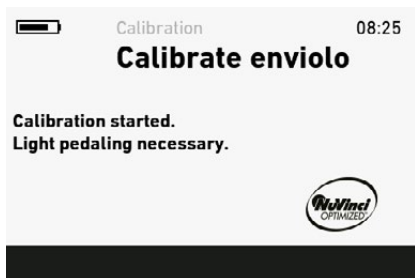 Calibration
08:25
Calibrate enviolo
Calibration started.
Light pedaling necessary.
NuVinci
OPTIMIZED